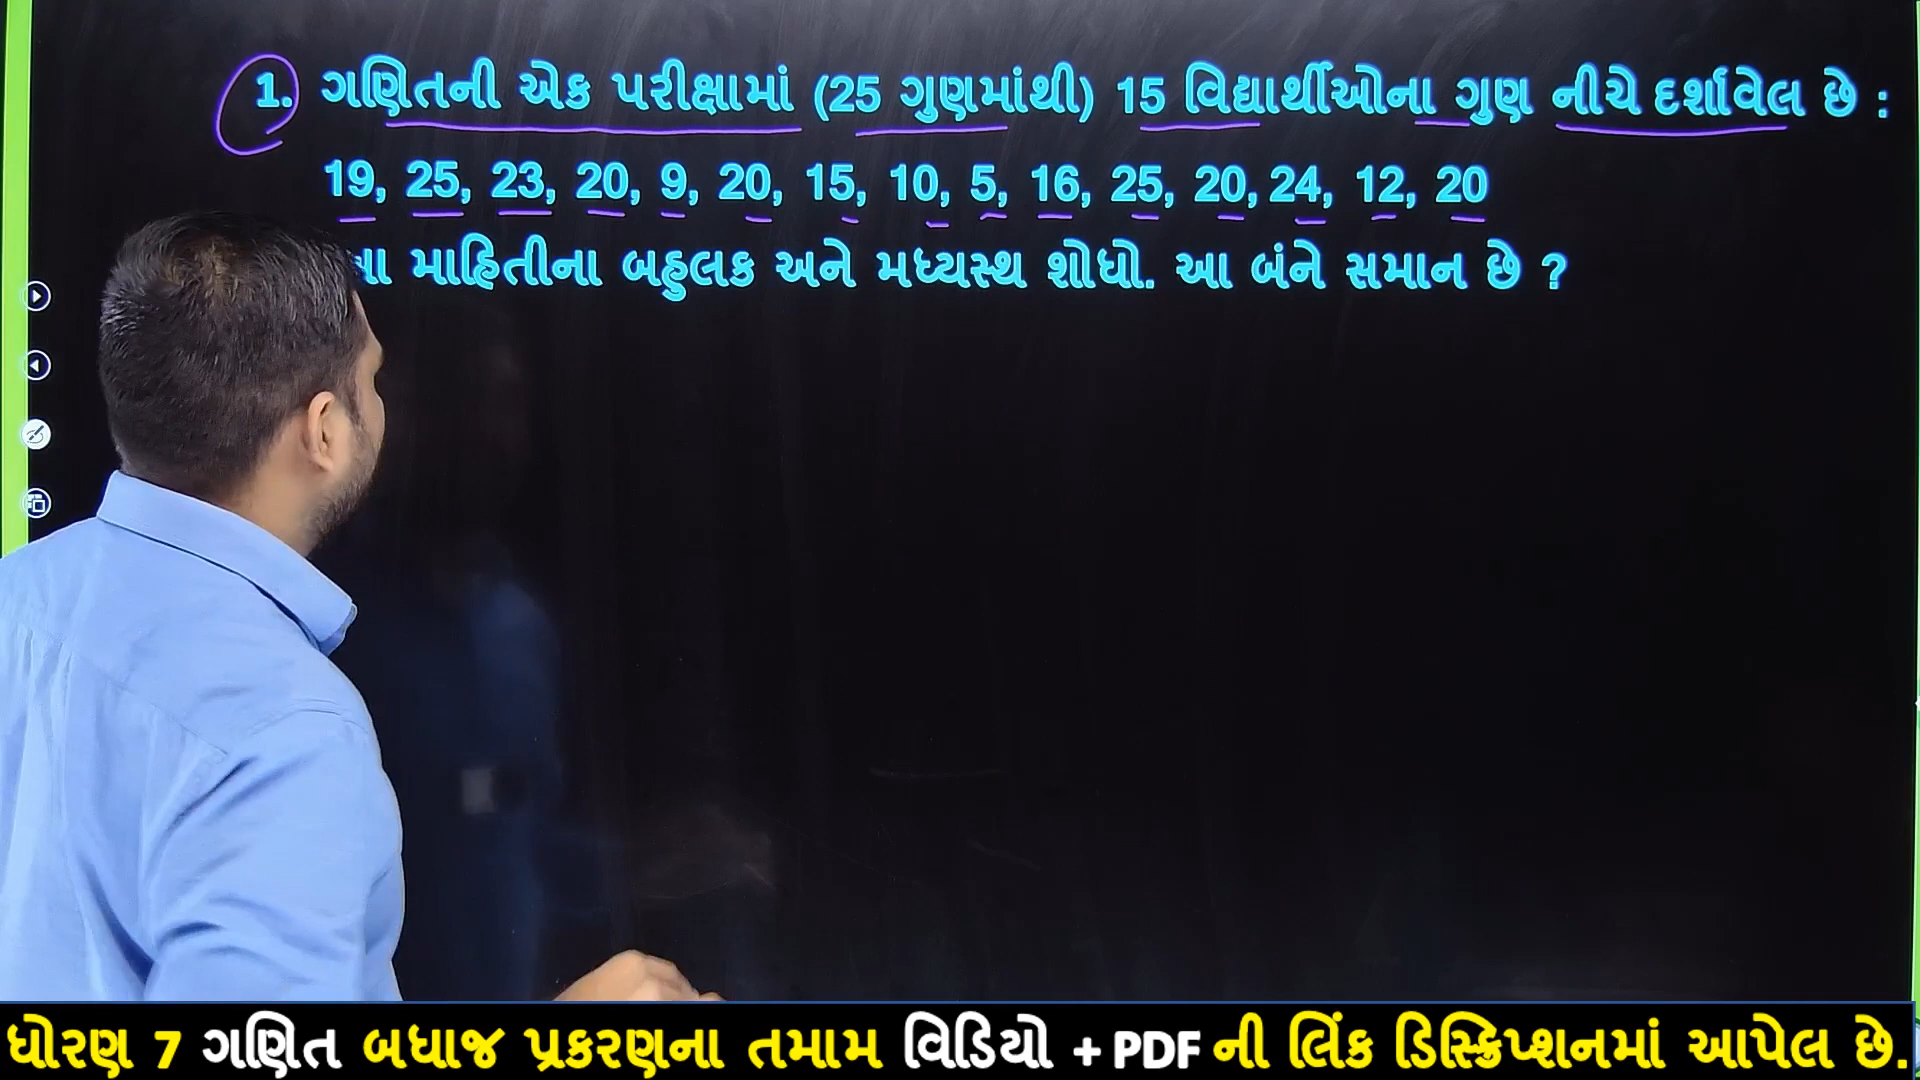 1. ગણિતની એક પરીક્ષામાં (25 ગુણમાંથી) 15 વિદ્યાર્થીઓના ગુણ નીચે દર્શાવેલ છે :
19, 25, 23, 20, 9, 20, 15, 10, 5, 16, 25, 20, 24, 12, 20
માહિતીના બહુલક અને મધ્યસ્થ શોધો. આ બંને સમાન છે ?
ધોરણ 7 ગણિત બધાજ પ્રકરણના તમામ વિડિયો + PDF ની લિંક ડિસ્ક્રિપ્શનમાં આપેલ છે.